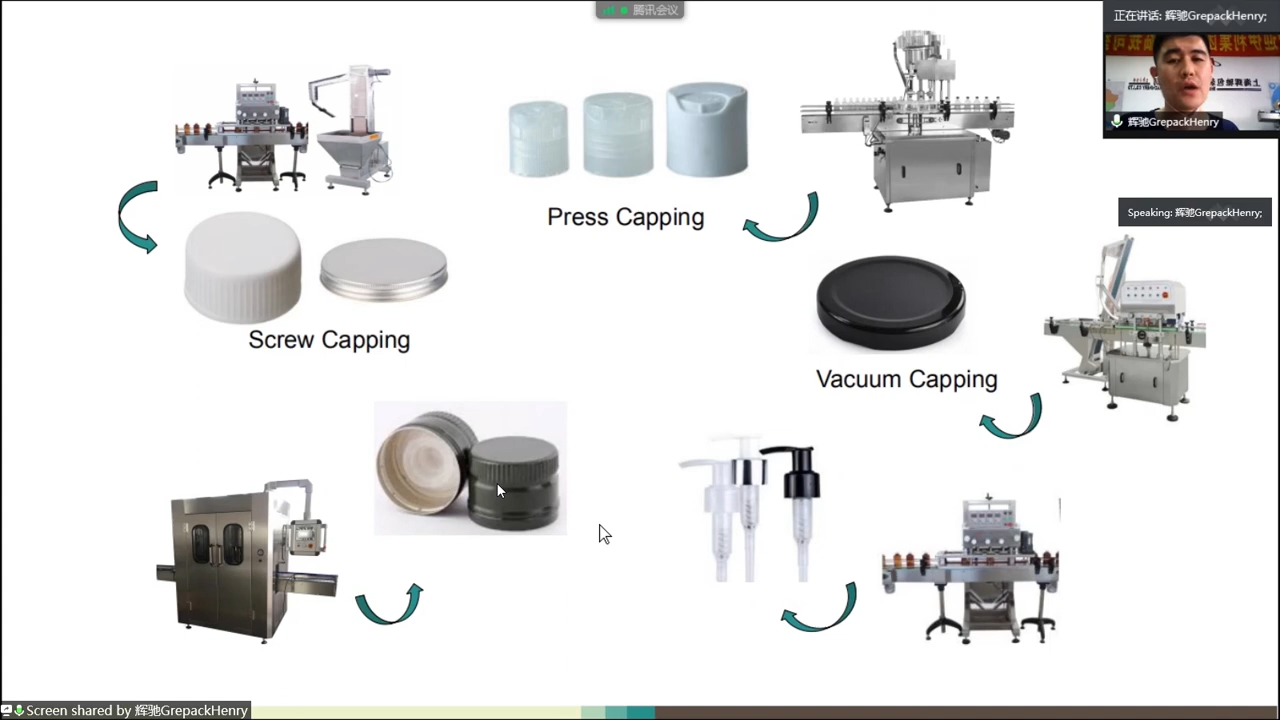 腾讯会议
正在讲话: 辉驰GrepackHenry;
辉驰GrepackHenry
Speaking: 辉驰GrepackHenry;
Press Capping
Screw Capping
Vacuum Capping
Screen shared by 辉驰GrepackHenry